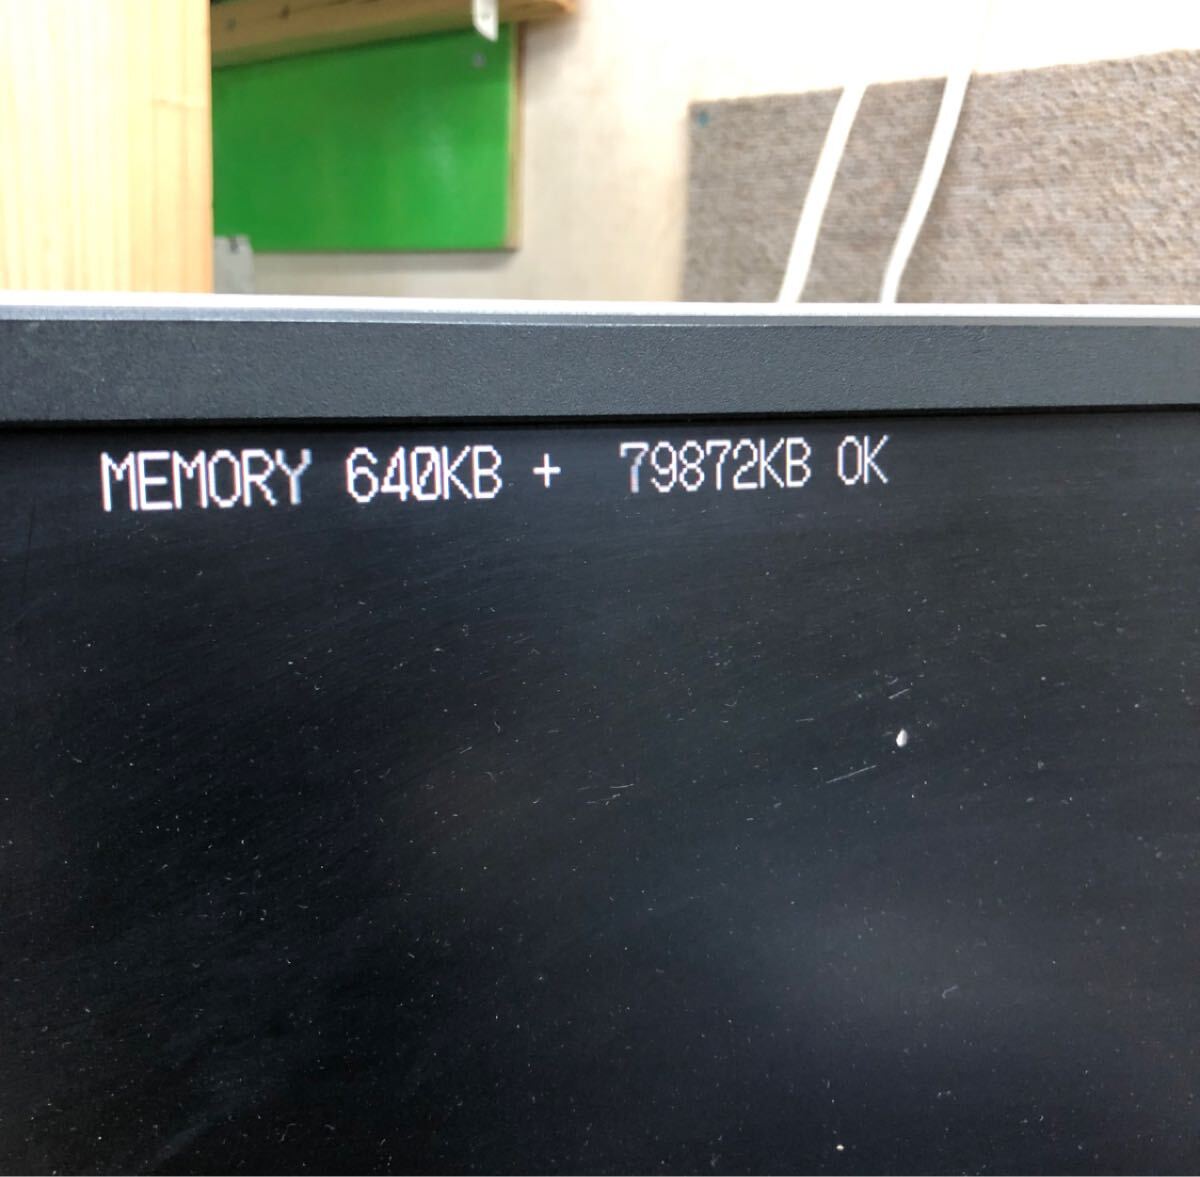 MEMORY 640KB + 79872KB OK